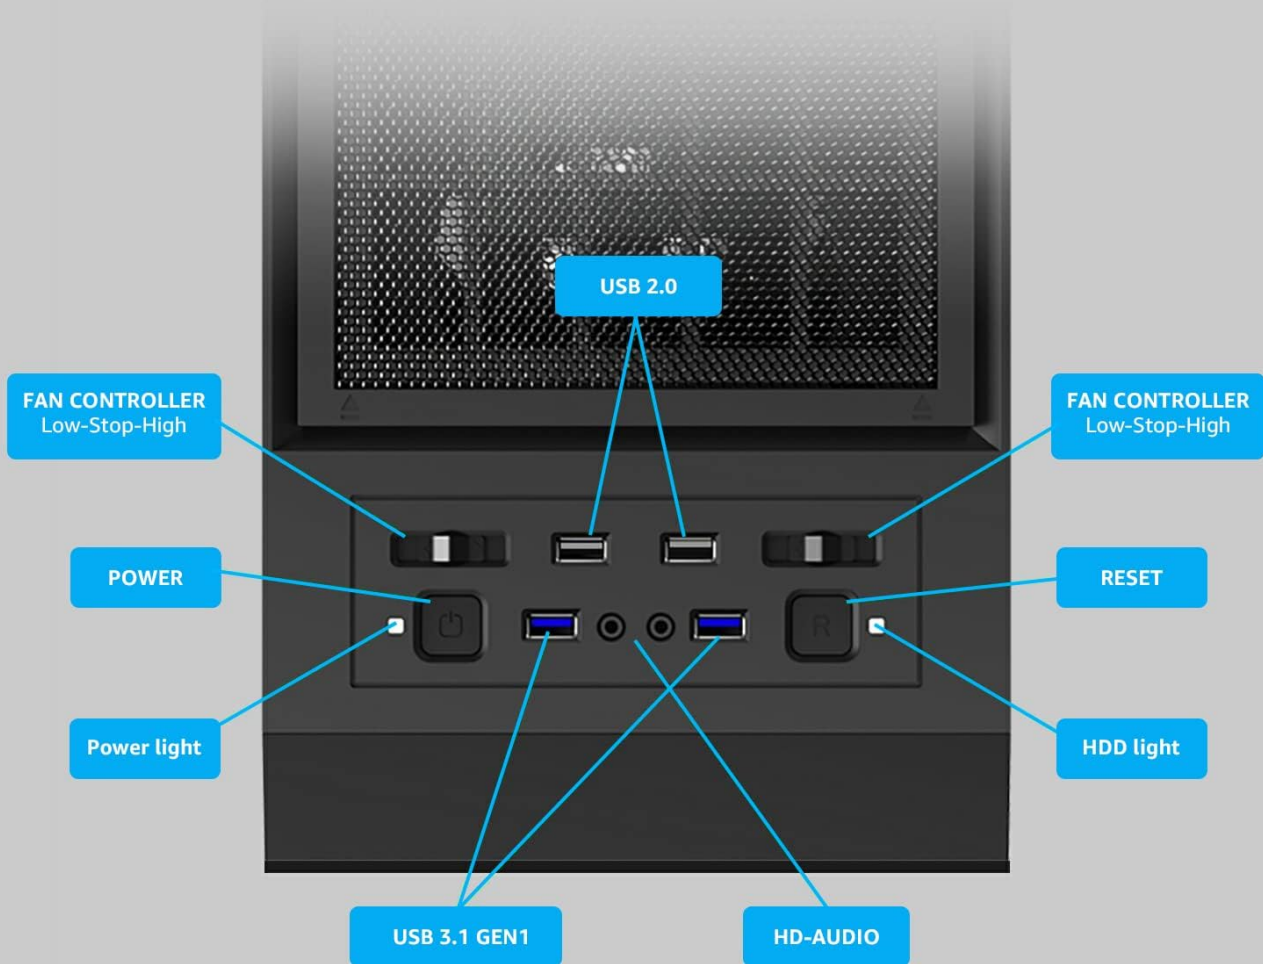 USB 2.0
FAN CONTROLLER
Low-Stop-High
FAN CONTROLLER
Low-Stop-High
POWER
RESET
R
Power light
HDD light
USB 3.1 GEN1
HD-AUDIO